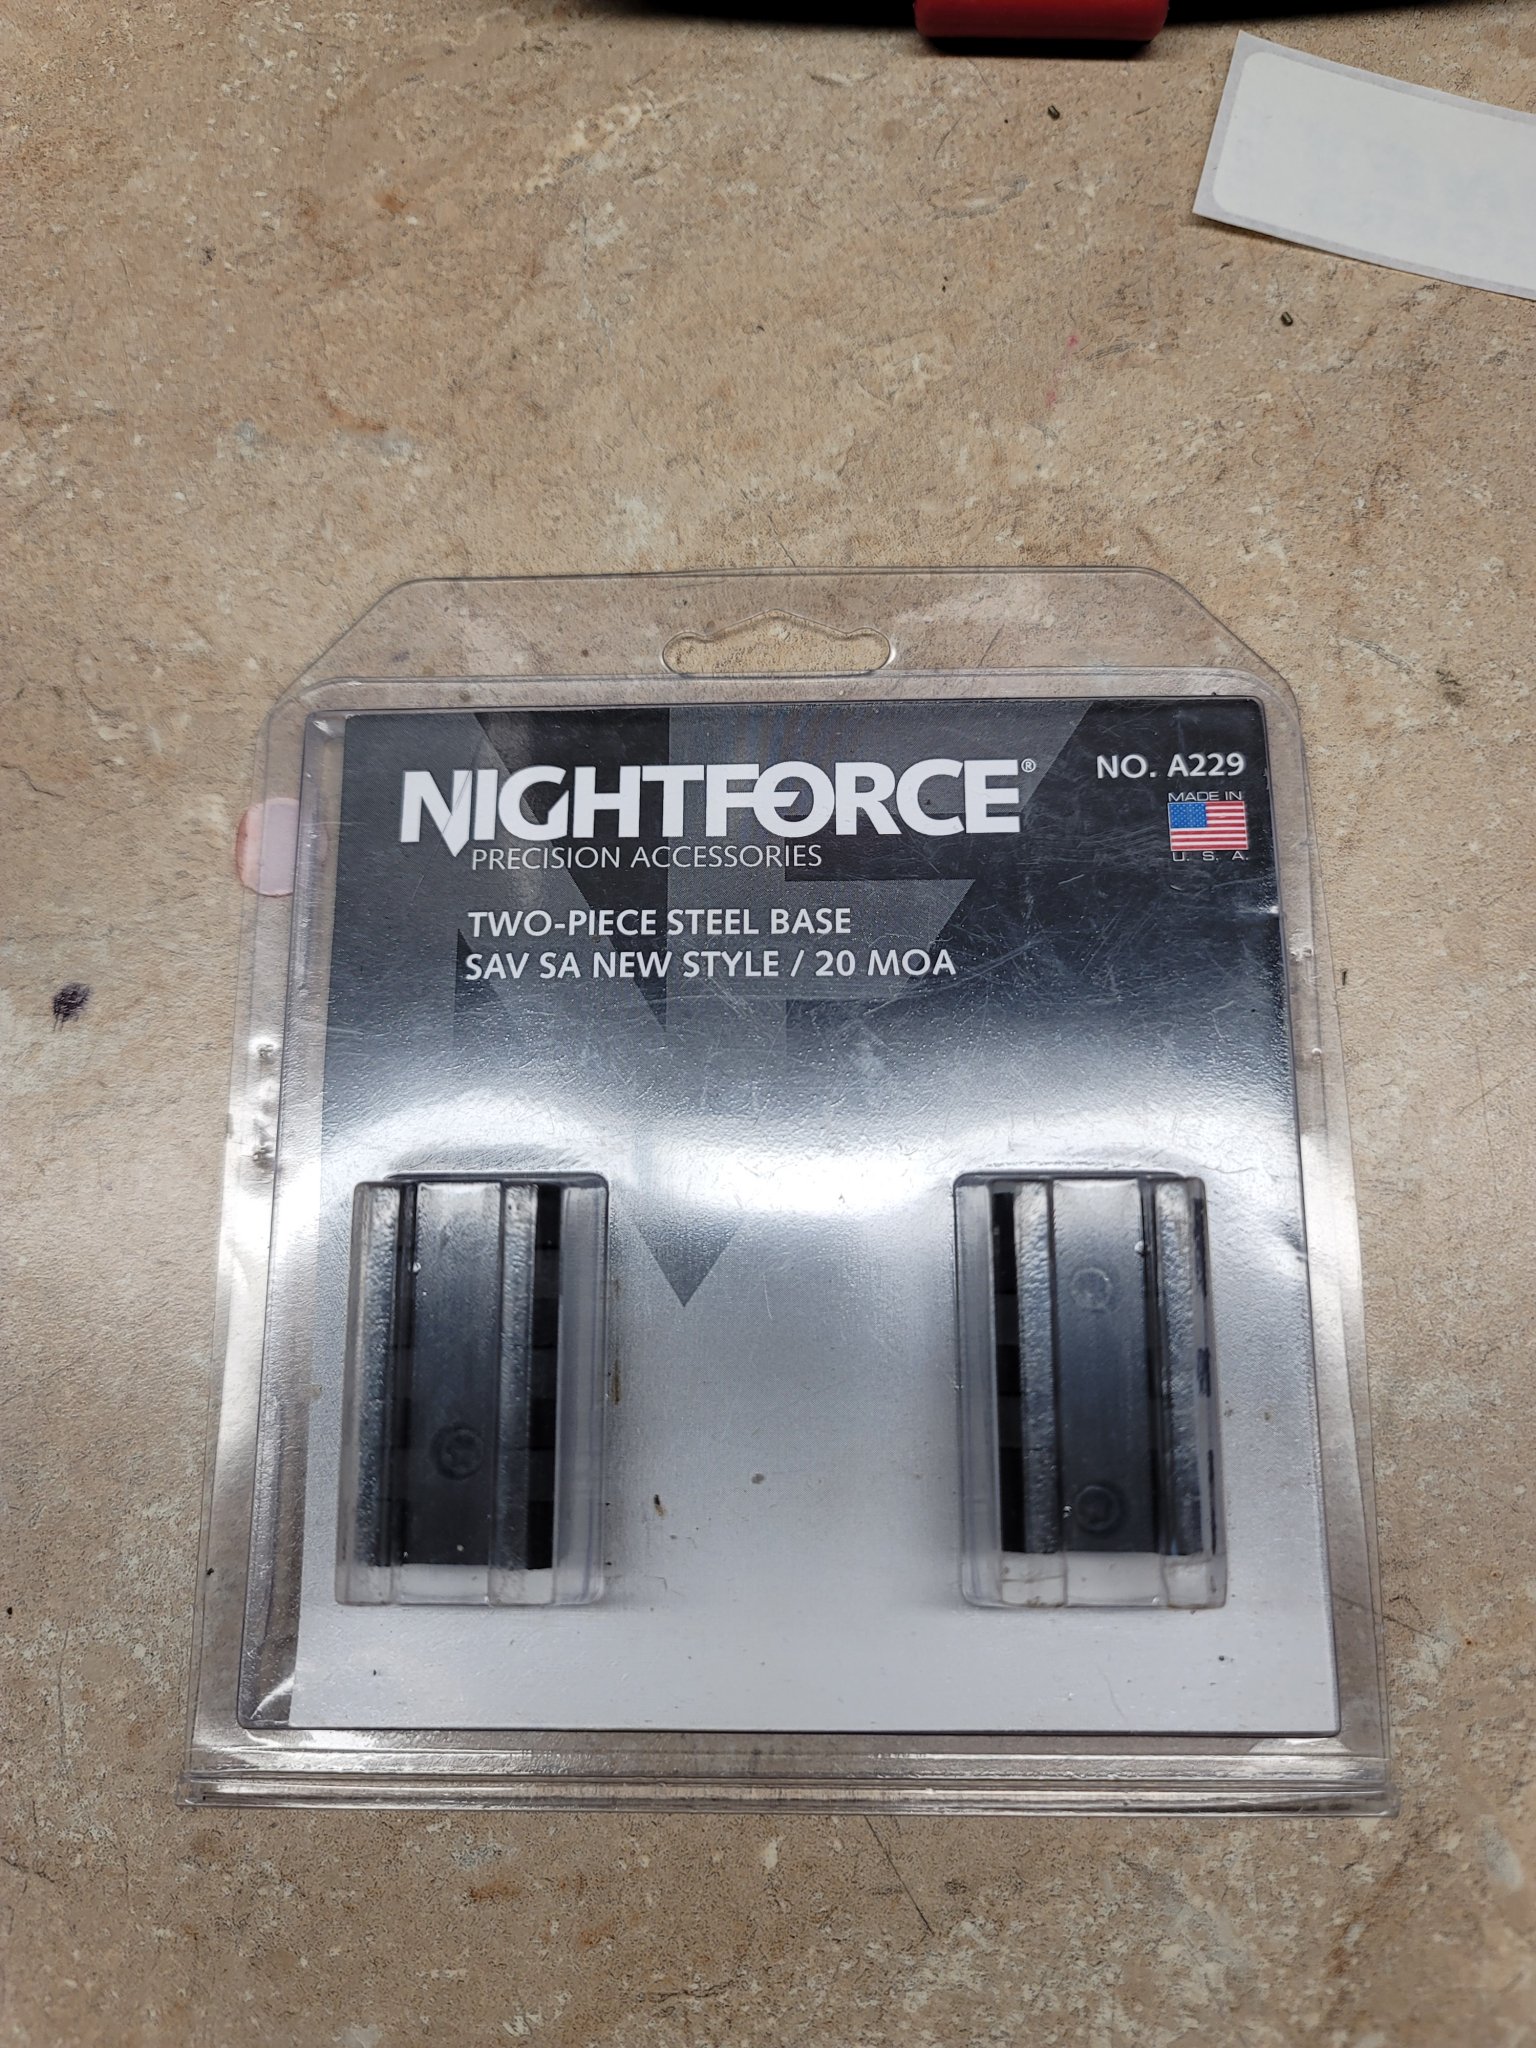 NIGHTFORCE®
PRECISION ACCESSORIES
NO. A229
MADE IN
U. S. A.
TWO-PIECE STEEL BASE
SAV SA NEW STYLE / 20 MOA